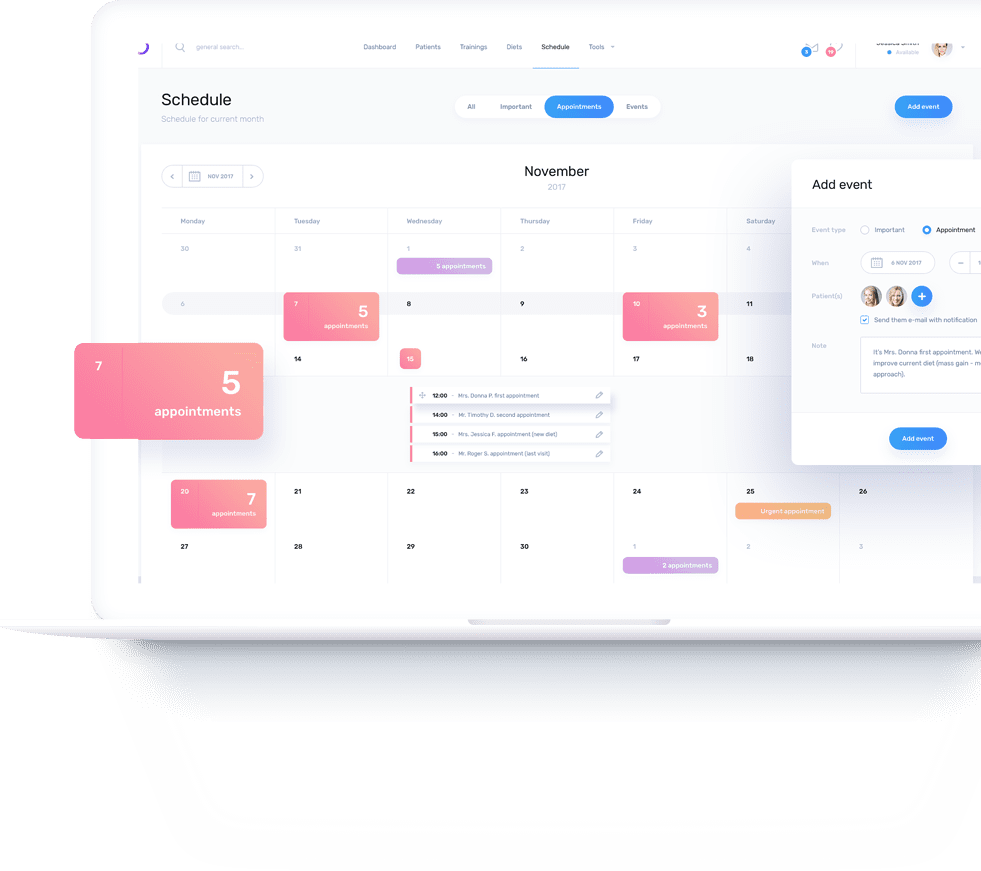 general search...
Dashboard Patients Trainings Diets Schedule Tools
3 19
Available
Schedule
Schedule for current month
All Important Appointments Events
Add event
NOV 2017
November
2017
Monday Tuesday Wednesday Thursday Friday Saturday
30 31 1 2 3 4
5 appointments
6 7 8 9 10 11
5 appointments
3 appointments
14 15 16 17 18
7
5
appointments
12:00 - Mrs. Donna P. first appointment
14:00 - Mr. Timothy D. second appointment
15:00 - Mrs. Jessica F. appointment (new diet)
16:00 - Mr. Roger S. appointment (last visit)
20 21 22 23 24 25 26
7 appointments
Urgent appointment
27 28 29 30 1 2 3
2 appointments
Add event
Event type Important Appointment
When 6 NOV 2017
Patient(s)
Send them e-mail with notification
Note
It's Mrs. Donna first appointment.
improve current diet (mass gain -
approach).
Add event